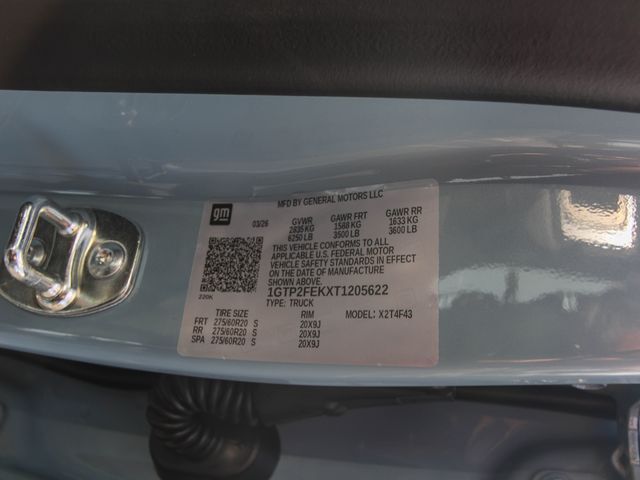 MFD BY GENERAL MOTORS LLC
gm
03/26 GVWR GAWR FRT GAWR RR
2835 KG 1588 KG 1633 KG
6250 LB 3500 LB 3600 LB
THIS VEHICLE CONFORMS TO ALL
APPLICABLE U.S. FEDERAL MOTOR
VEHICLE SAFETY STANDARDS IN EFFECT
ON THE DATE OF MANUFACTURE
SHOWN ABOVE.
1GTP2FEKXT1205622
220K TYPE: TRUCK
TIRE SIZE RIM MODEL: X2T4F43
FRT 275/60R20 S 20X9J
RR 275/60R20 S 20X9J
SPA 275/60R20 S 20X9J